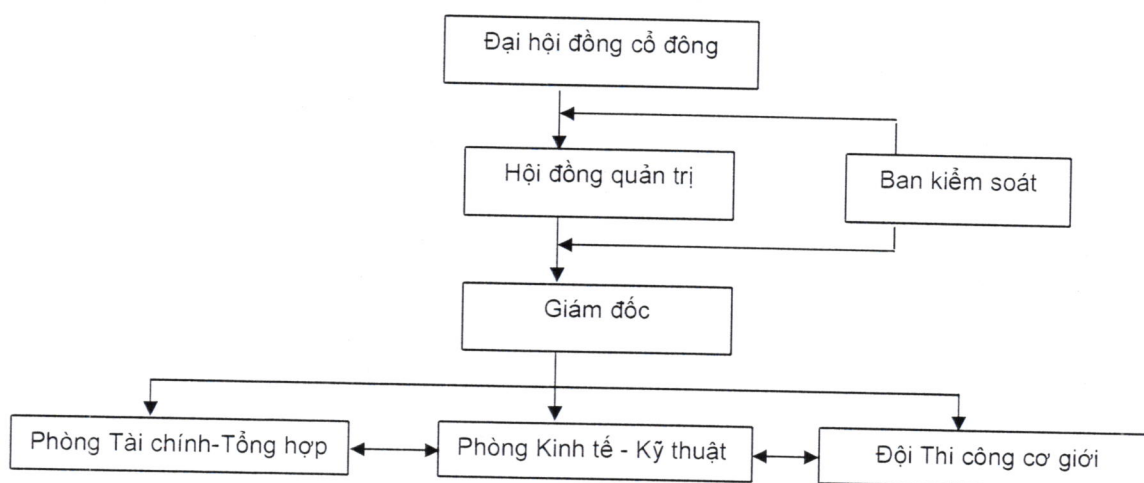 Đại hội đồng cổ đông
Hội đồng quản trị
Ban kiểm soát
Giám đốc
Phòng Tài chính-Tổng hợp
Phòng Kinh tế - Kỹ thuật
Đội Thi công cơ giới